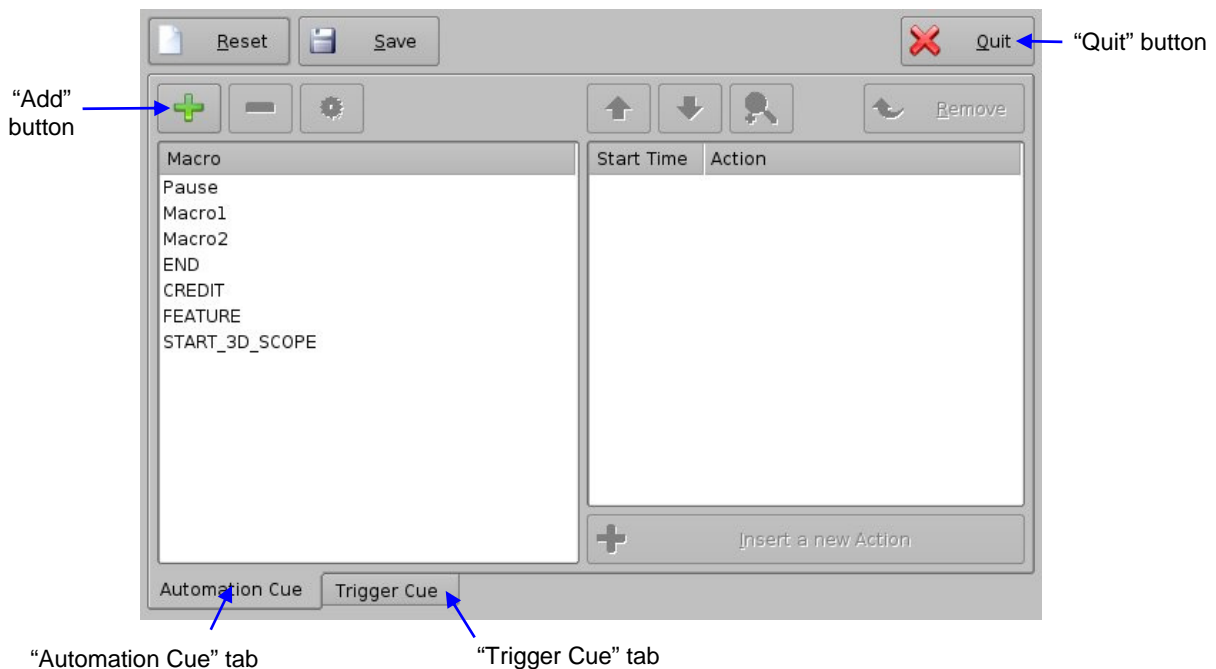 Reset Save Quit
“Quit” button
“Add”
button
Remove
Macro
Start Time Action
Pause
Macro1
Macro2
END
CREDIT
FEATURE
START_3D_SCOPE
Insert a new Action
Automation Cue Trigger Cue
“Automation Cue” tab
“Trigger Cue” tab